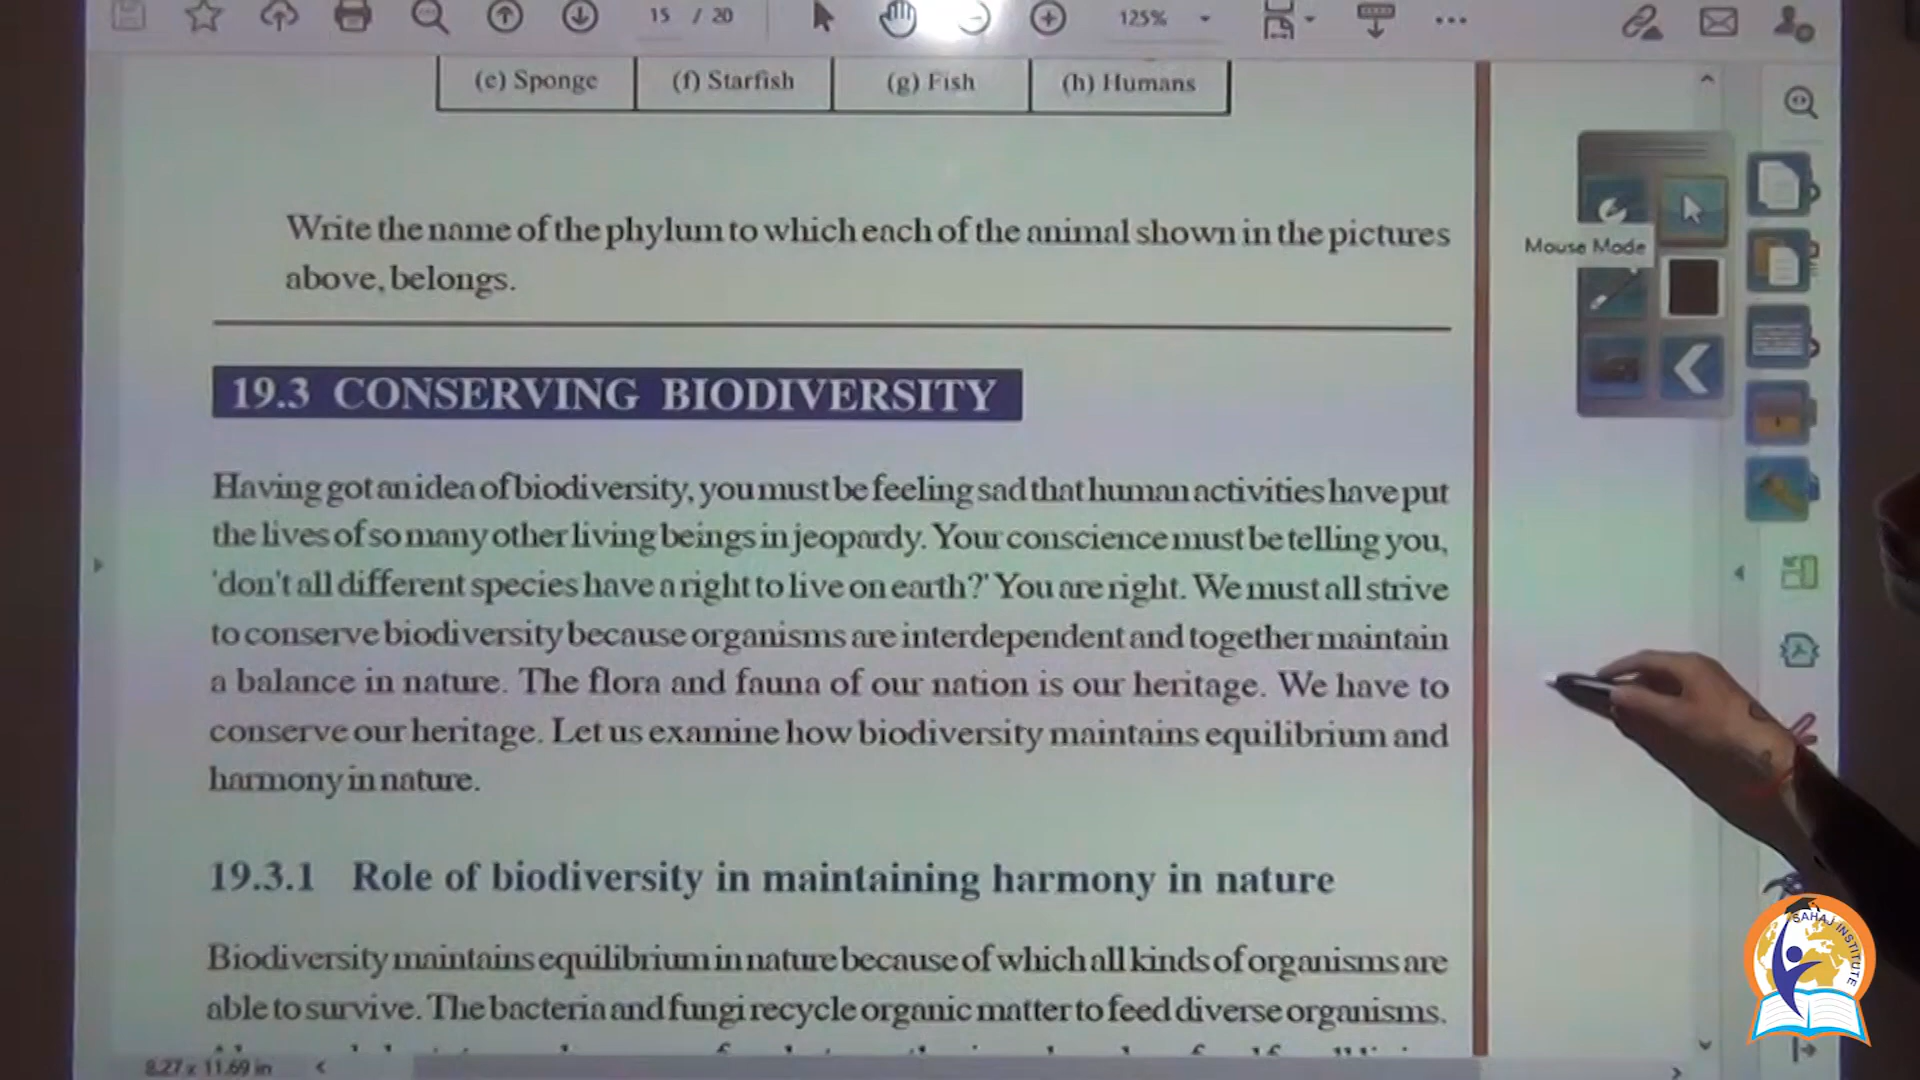 15 / 20
125%
(e) Sponge
(f) Starfish
(g) Fish
(h) Humans
Write the name of the phylum to which each of the animal shown in the pictures
above, belongs.
Mouse Mode
19.3 CONSERVING BIODIVERSITY
Having got an idea of biodiversity, you must be feeling sad that human activities have put
the lives of so many other living beings in jeopardy. Your conscience must be telling you,
'don't all different species have a right to live on earth?' You are right. We must all strive
to conserve biodiversity because organisms are interdependent and together maintain
a balance in nature. The flora and fauna of our nation is our heritage. We have to
conserve our heritage. Let us examine how biodiversity maintains equilibrium and
harmony in nature.
19.3.1 Role of biodiversity in maintaining harmony in nature
Biodiversity maintains equilibrium in nature because of which all kinds of organisms are
able to survive. The bacteria and fungi recycle organic matter to feed diverse organisms.
8.27 x 11.69 in
SAHAJ INSTITUTE